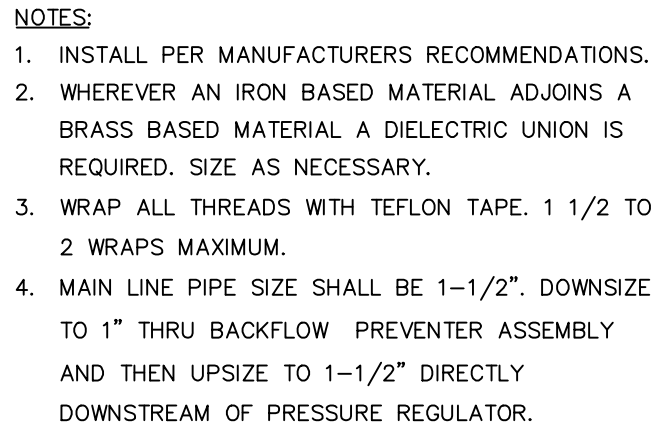 NOTES:
1. INSTALL PER MANUFACTURERS RECOMMENDATIONS.
2. WHEREVER AN IRON BASED MATERIAL ADJOINS A
BRASS BASED MATERIAL A DIELECTRIC UNION IS
REQUIRED. SIZE AS NECESSARY.
3. WRAP ALL THREADS WITH TEFLON TAPE. 1 1/2 TO
2 WRAPS MAXIMUM.
4. MAIN LINE PIPE SIZE SHALL BE 1-1/2”. DOWNSIZE
TO 1” THRU BACKFLOW PREVENTER ASSEMBLY
AND THEN UPSIZE TO 1-1/2” DIRECTLY
DOWNSTREAM OF PRESSURE REGULATOR.